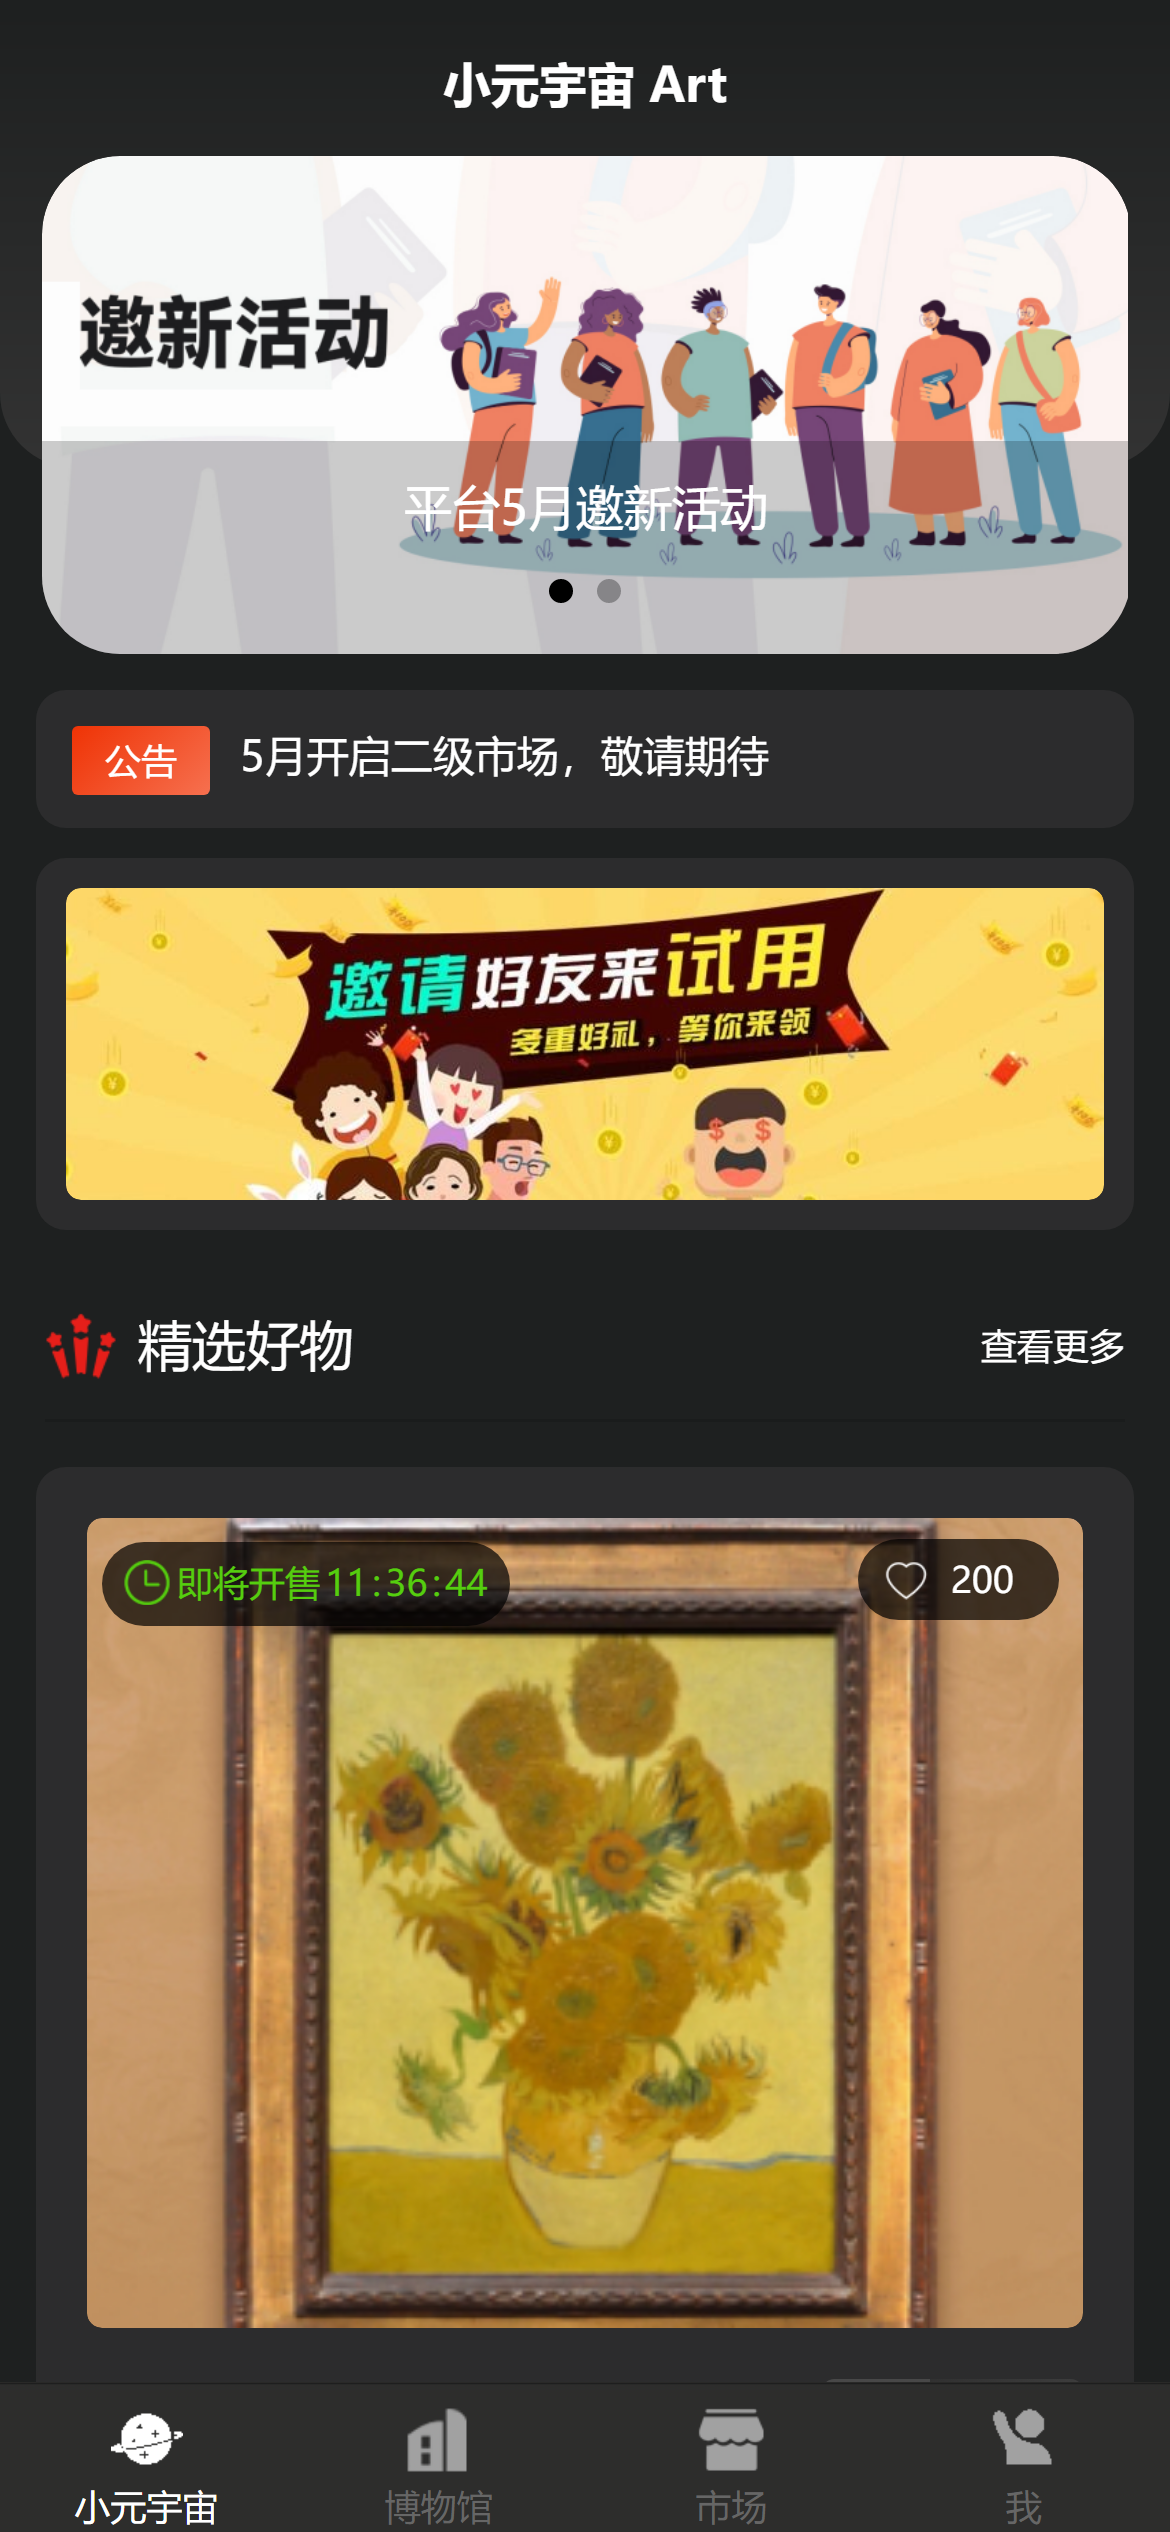 小元宇宙 Art
邀新活动
平台5月邀新活动
公告
5月开启二级市场，敬请期待
邀请好友来试用
多重好礼，等你来领
精选好物
查看更多
即将开售 11:36:44
200
小元宇宙
博物馆
市场
我